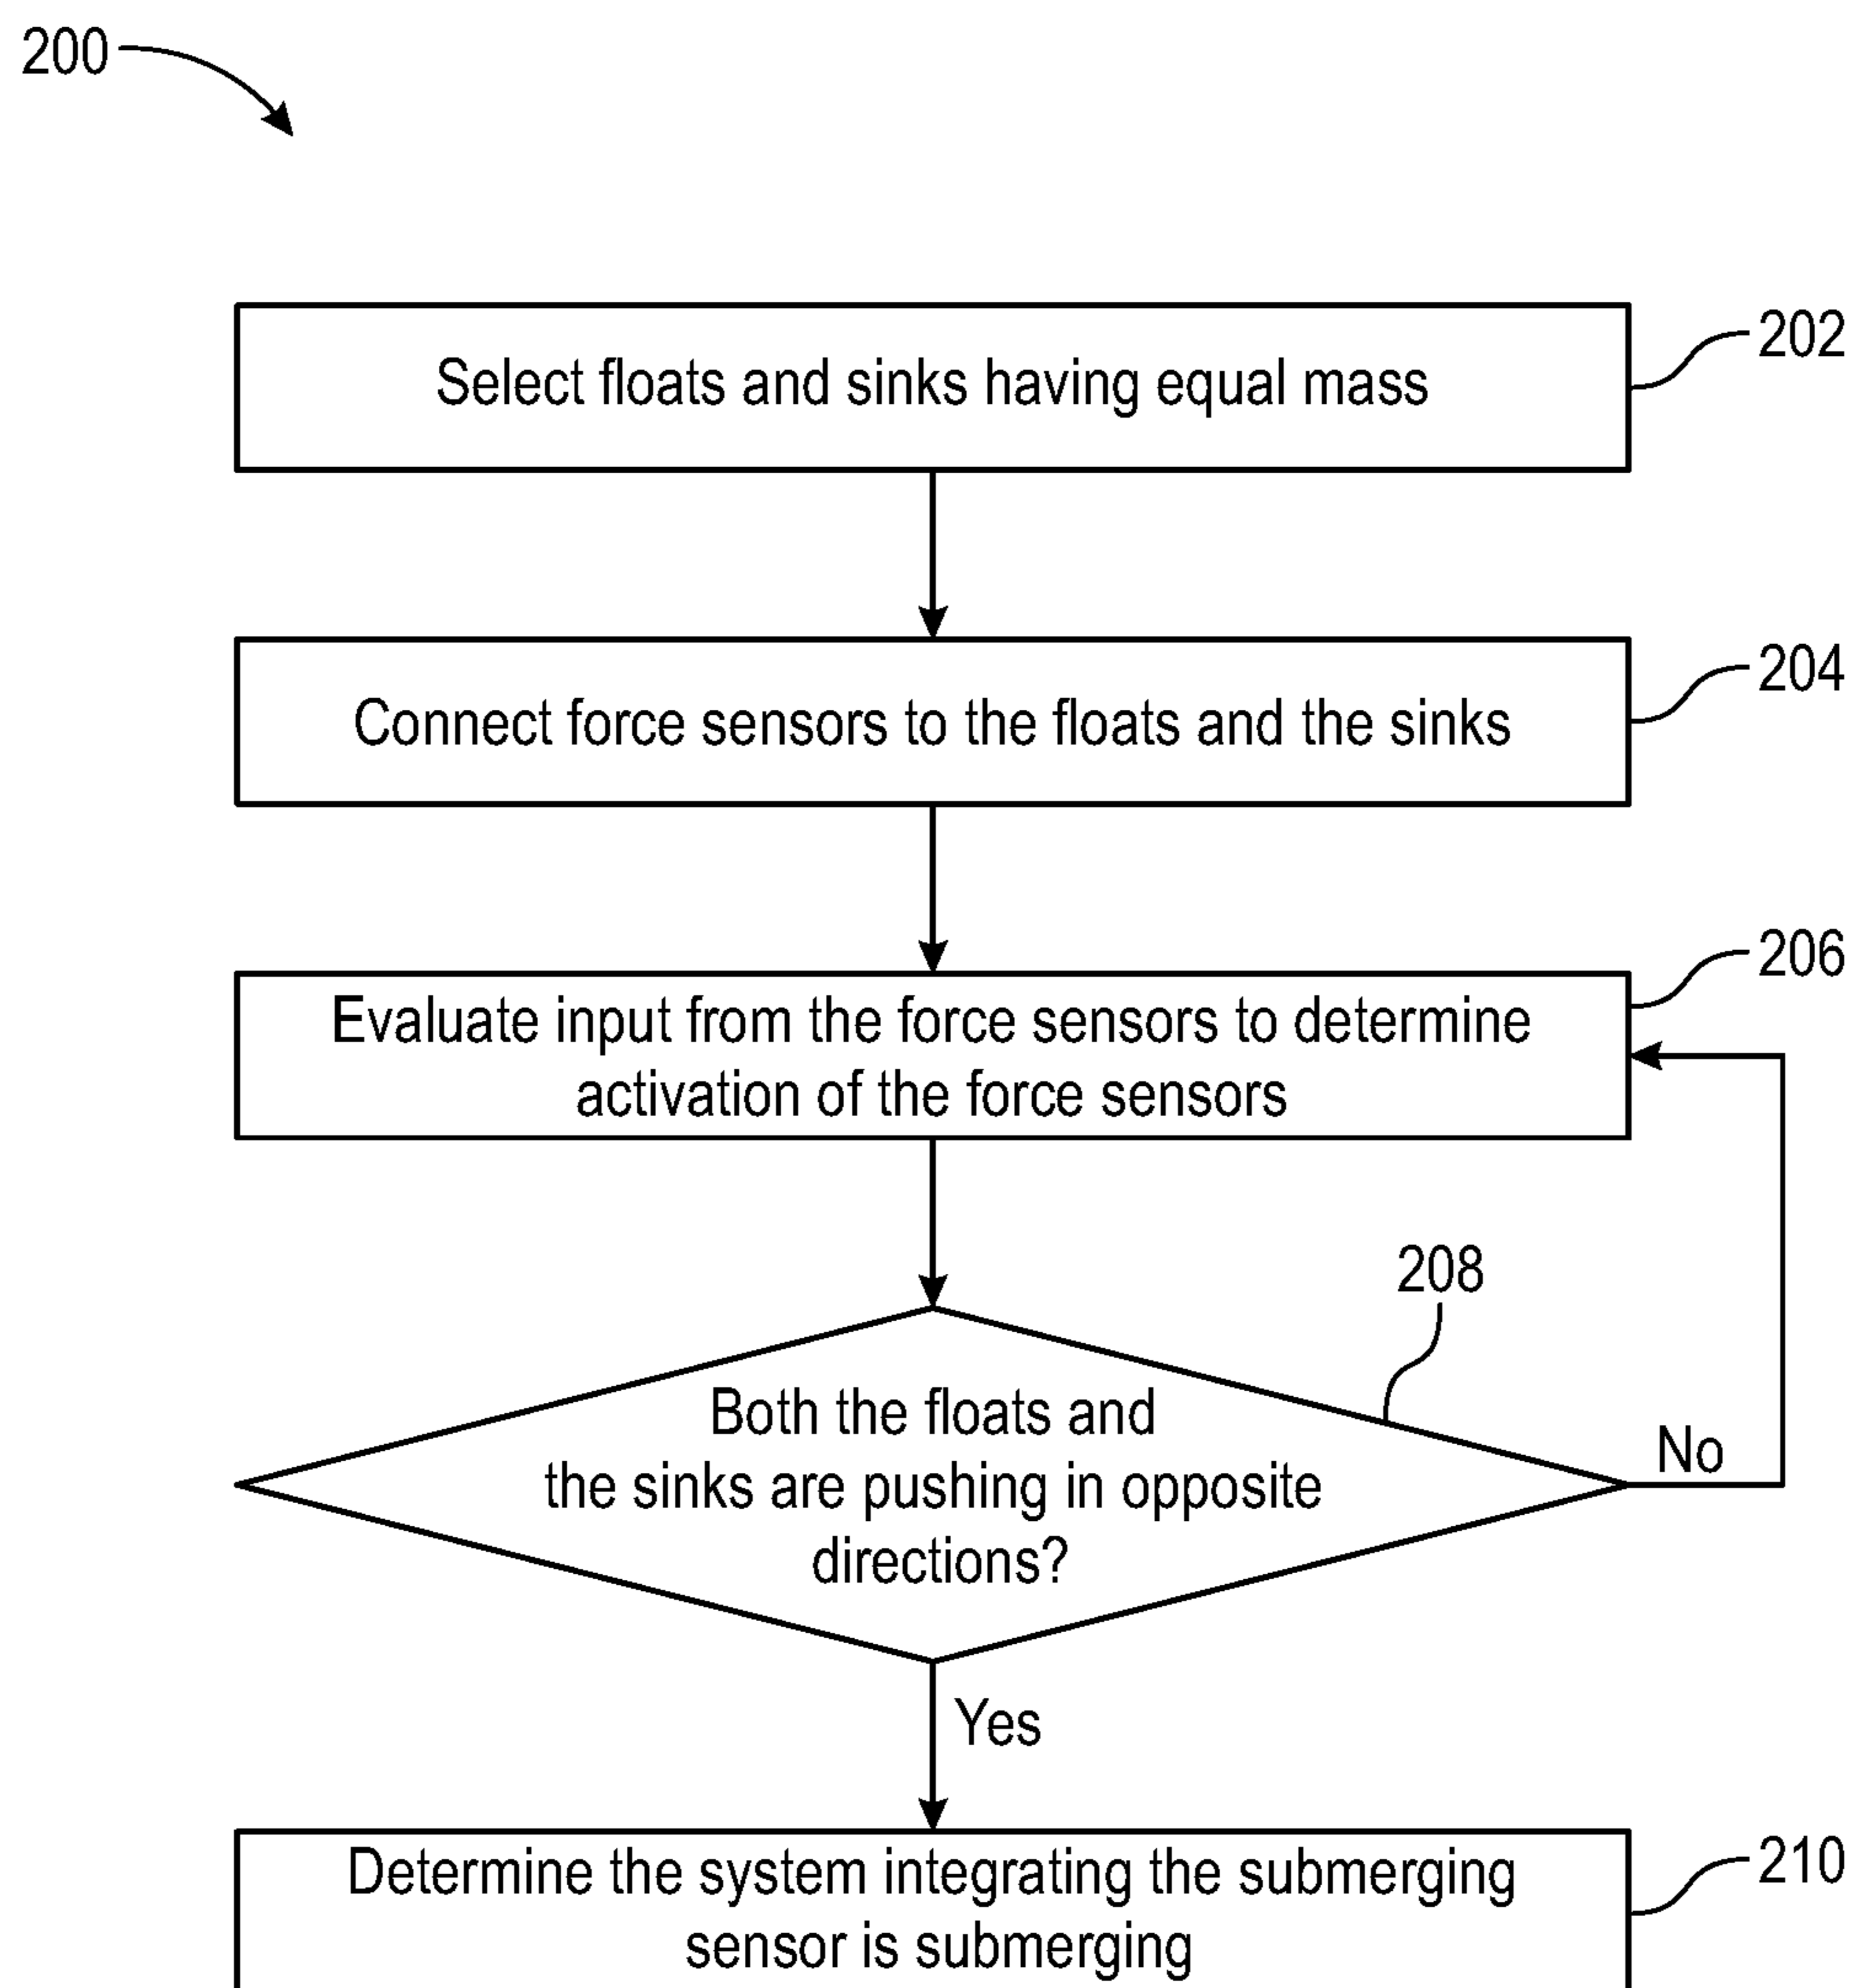 200
Select floats and sinks having equal mass
202
Connect force sensors to the floats and the sinks
204
206
Evaluate input from the force sensors to determine
activation of the force sensors
208
Both the floats and
the sinks are pushing in opposite
directions?
No
Yes
Determine the system integrating the submerging
sensor is submerging
210